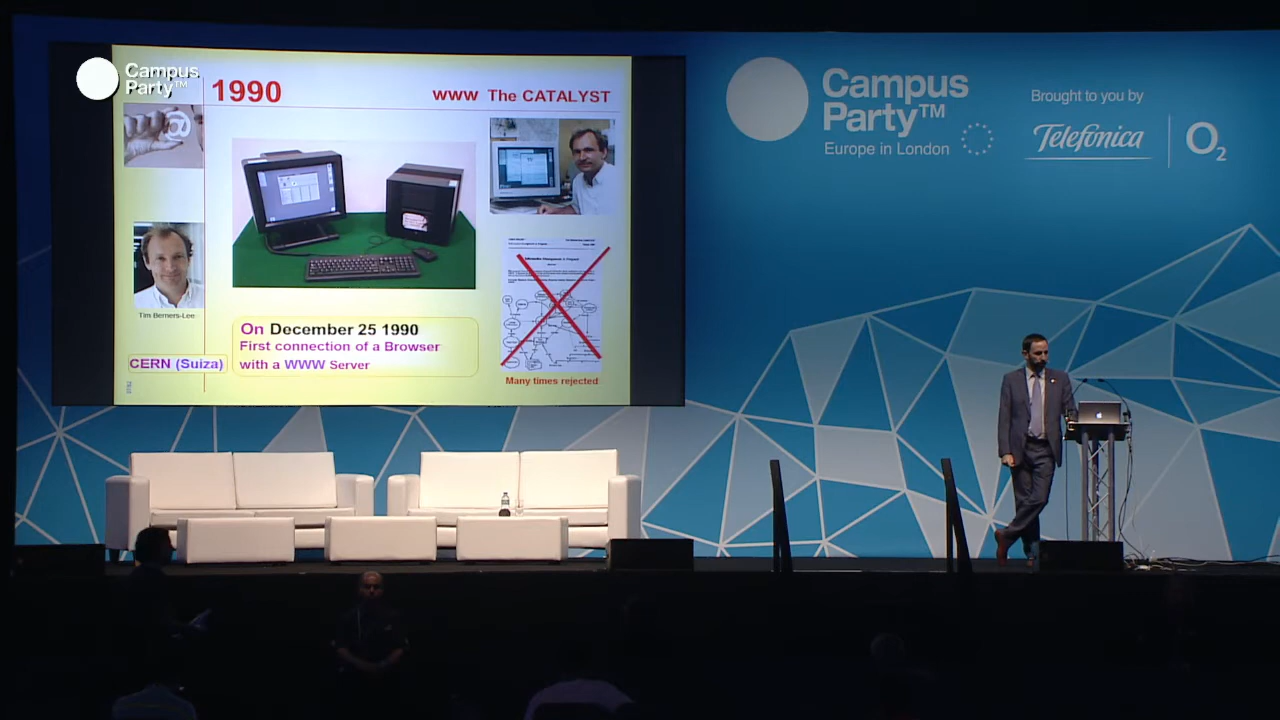 Campus
Party™
1990
www The CATALYST
Tim Berners-Lee
CERN (Suiza)
On December 25 1990
First connection of a Browser
with a WWW Server
Many times rejected
Campus
Party™
Europe in London
Brought to you by
Telefónica
O2